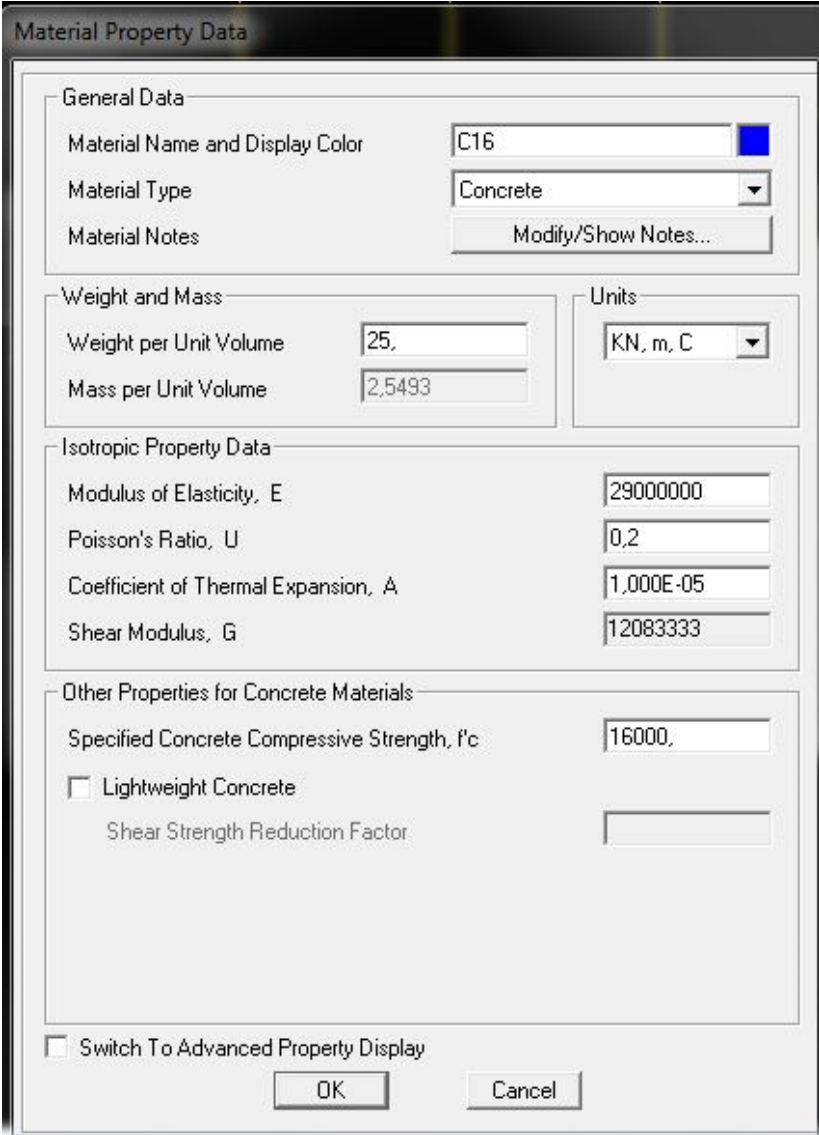 Material Property Data
General Data
Material Name and Display Color C16
Material Type Concrete
Material Notes Modify/Show Notes...
Weight and Mass
Weight per Unit Volume 25,
Mass per Unit Volume 2,5493
Units
KN, m, C
Isotropic Property Data
Modulus of Elasticity, E 29000000
Poisson's Ratio, U 0,2
Coefficient of Thermal Expansion, A 1,000E-05
Shear Modulus, G 12083333
Other Properties for Concrete Materials
Specified Concrete Compressive Strength, f'c 16000,
Lightweight Concrete
Shear Strength Reduction Factor
Switch To Advanced Property Display
OK Cancel